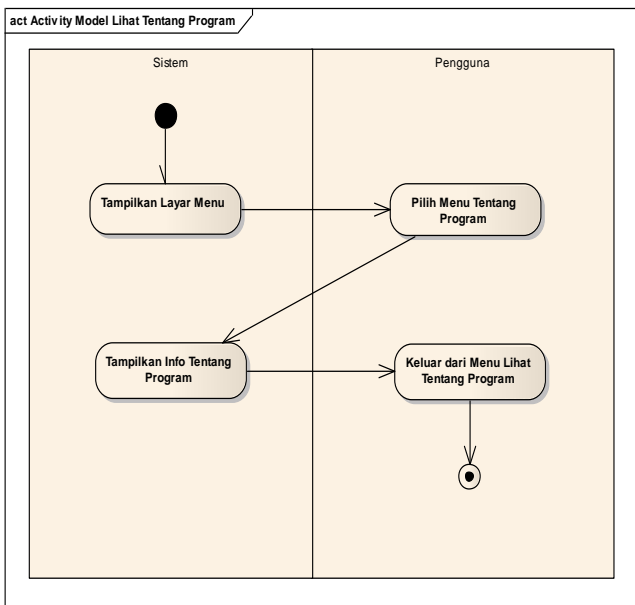 act Activity Model Lihat Tentang Program
Sistem
Pengguna
Tampilkan Layar Menu
Pilih Menu Tentang
Program
Tampilkan Info Tentang
Program
Keluar dari Menu Lihat
Tentang Program